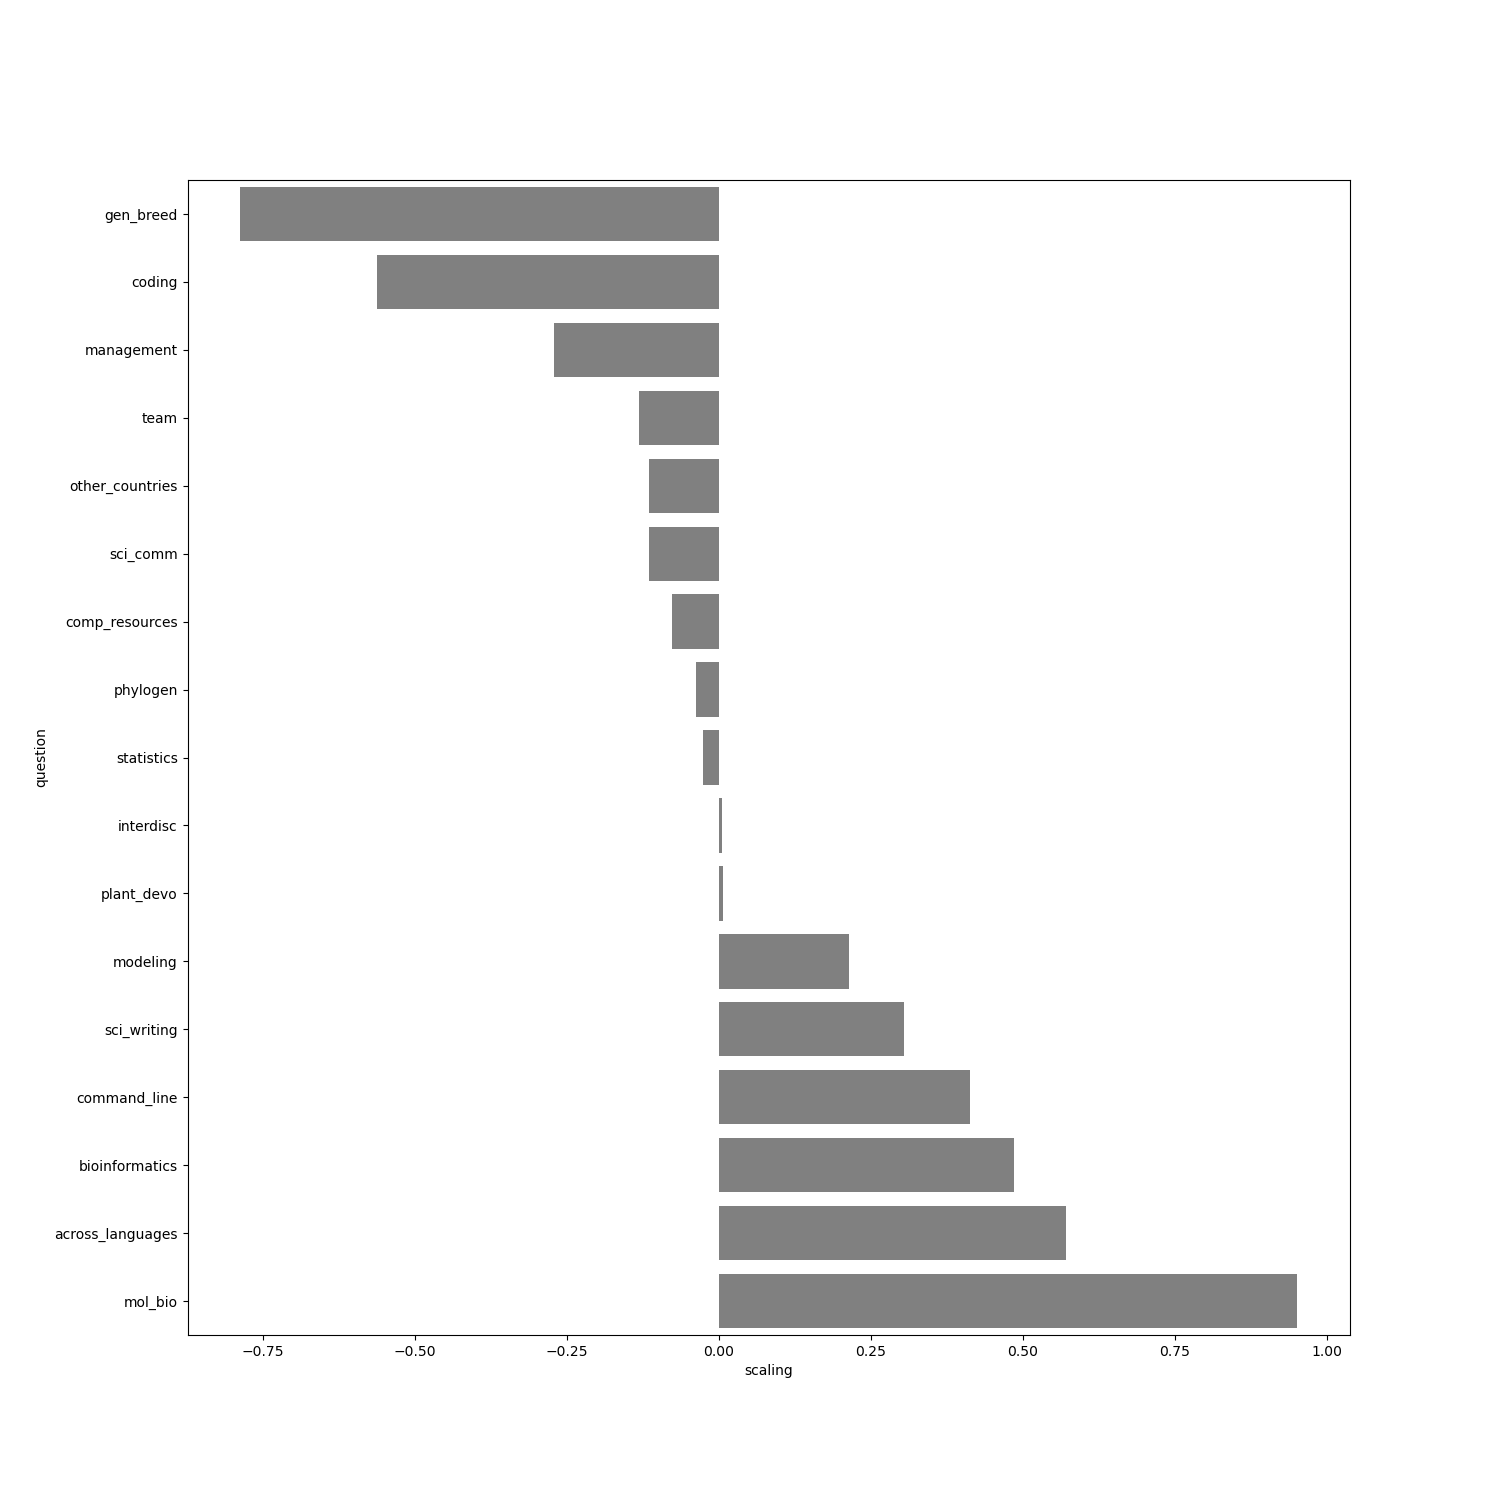 gen_breed
coding
management
team
other_countries
sci_comm
comp_resources
phylogen
statistics
interdisc
plant_devo
modeling
sci_writing
command_line
bioinformatics
across_languages
mol_bio
question
−0.75 −0.50 −0.25 0.00 0.25 0.50 0.75 1.00
scaling